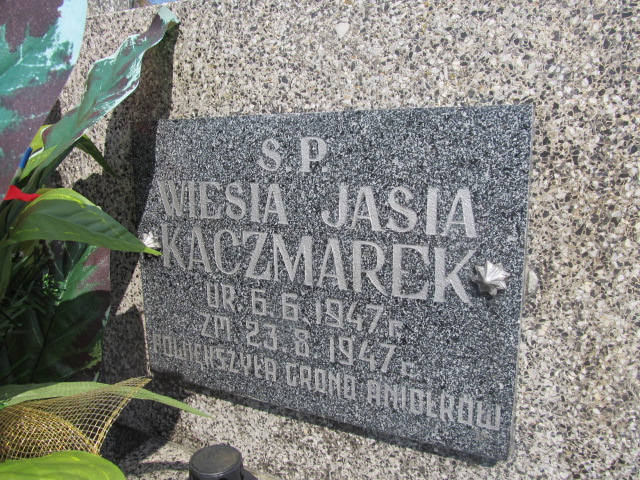 S.P.
WIESIA JASIA
KACZMAREK
UR. 6.6.1947 r.
ZM. 23.8.1947 r.
POWIĘKSZYŁA GRONO ANIOŁKÓW